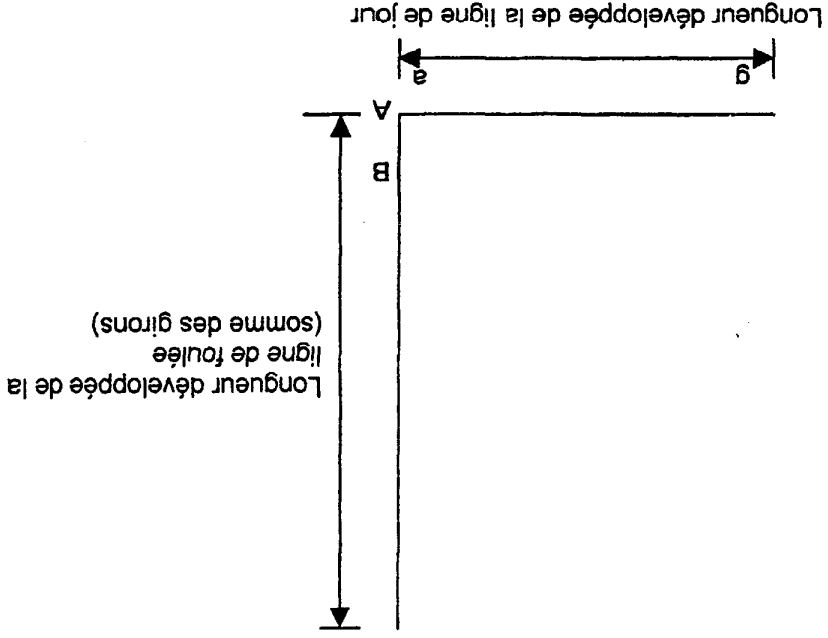 Longueur développée de la
ligne de foulée
(somme des girons)
B
A
g
a
Longueur développée de la ligne de jour